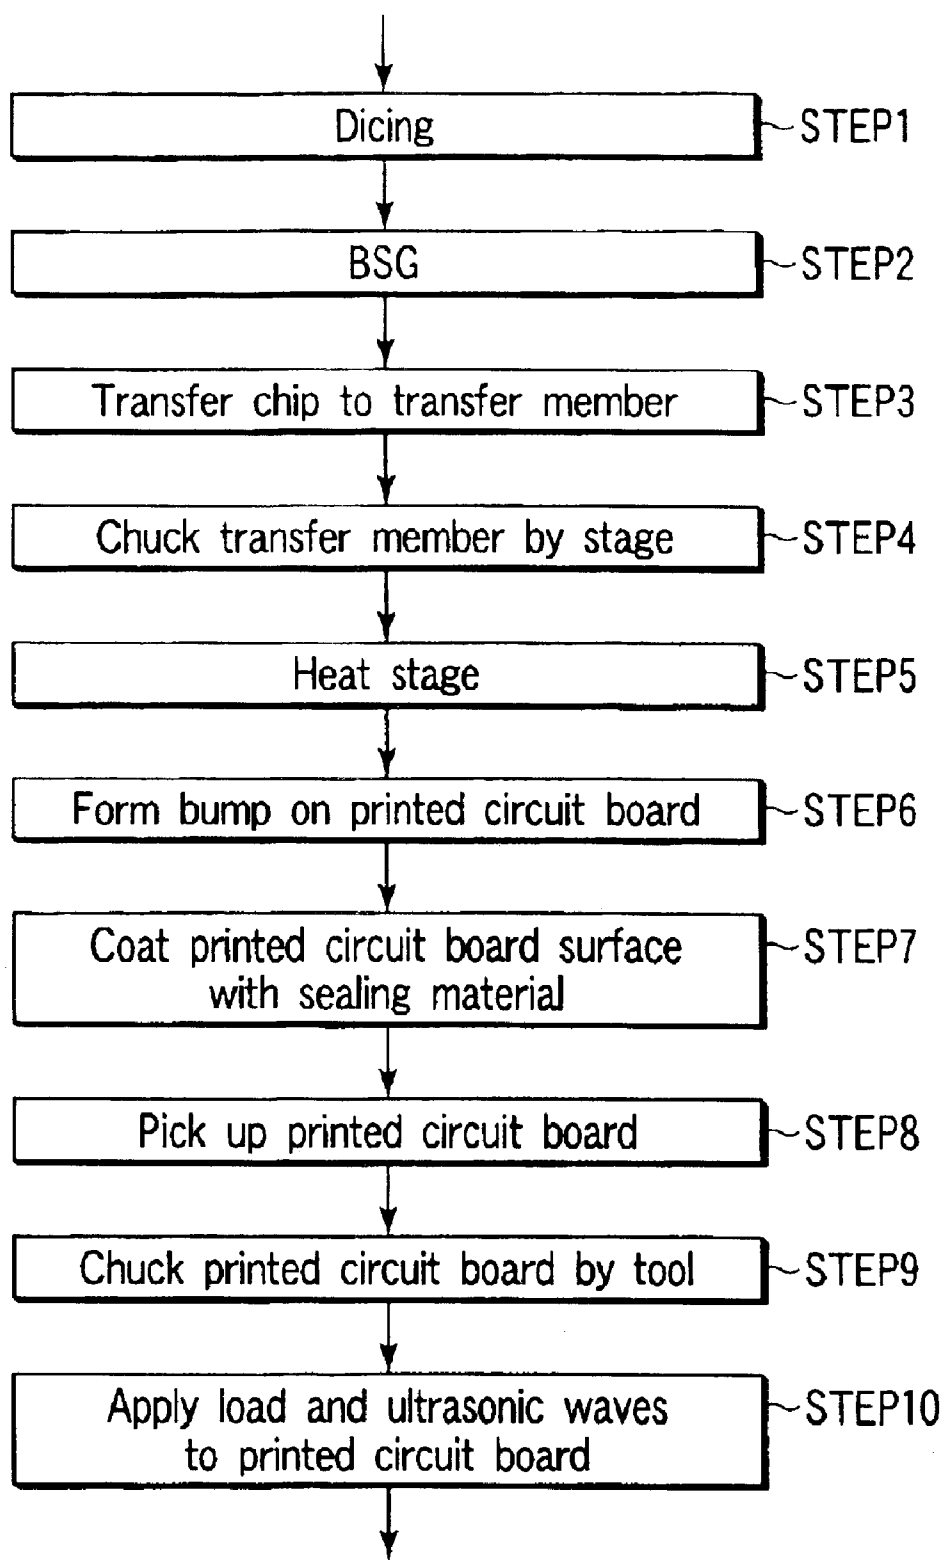 Dicing STEP1
BSG STEP2
Transfer chip to transfer member STEP3
Chuck transfer member by stage STEP4
Heat stage STEP5
Form bump on printed circuit board STEP6
Coat printed circuit board surface STEP7
with sealing material
Pick up printed circuit board STEP8
Chuck printed circuit board by tool STEP9
Apply load and ultrasonic waves STEP10
to printed circuit board